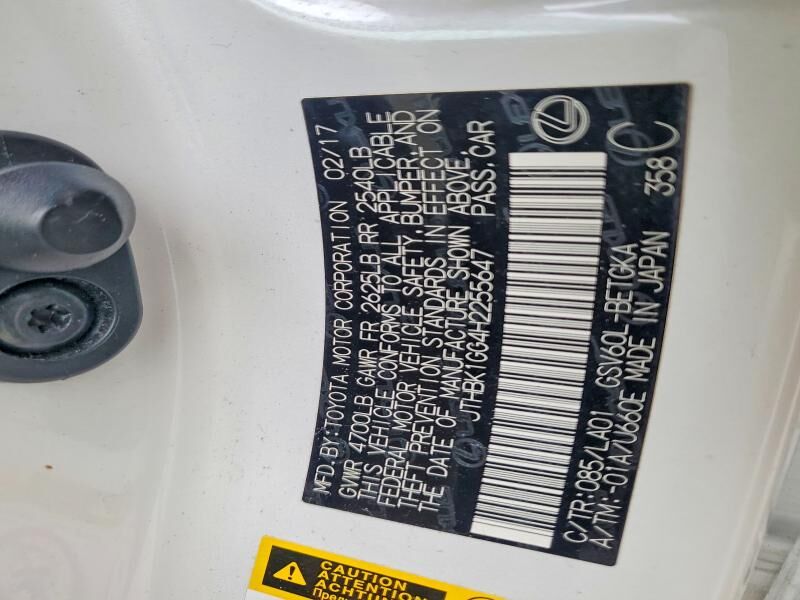 MFD. BY: TOYOTA MOTOR CORPORATION 02/17
GVWR 4700LB GAWR FR 2625LB RR 2540LB
THIS VEHICLE CONFORMS TO ALL APPLICABLE
FEDERAL MOTOR VEHICLE SAFETY, BUMPER, AND
THEFT PREVENTION STANDARDS IN EFFECT ON
THE DATE OF MANUFACTURE SHOWN ABOVE.
JTHBK1GG4H2255647 PASS. CAR
C/TR: 085/LA01 GSV60L-BETGKA
A/TM: -01A/U660E MADE IN JAPAN 358 C
CAUTION
ATTENTION
ACHTUNG